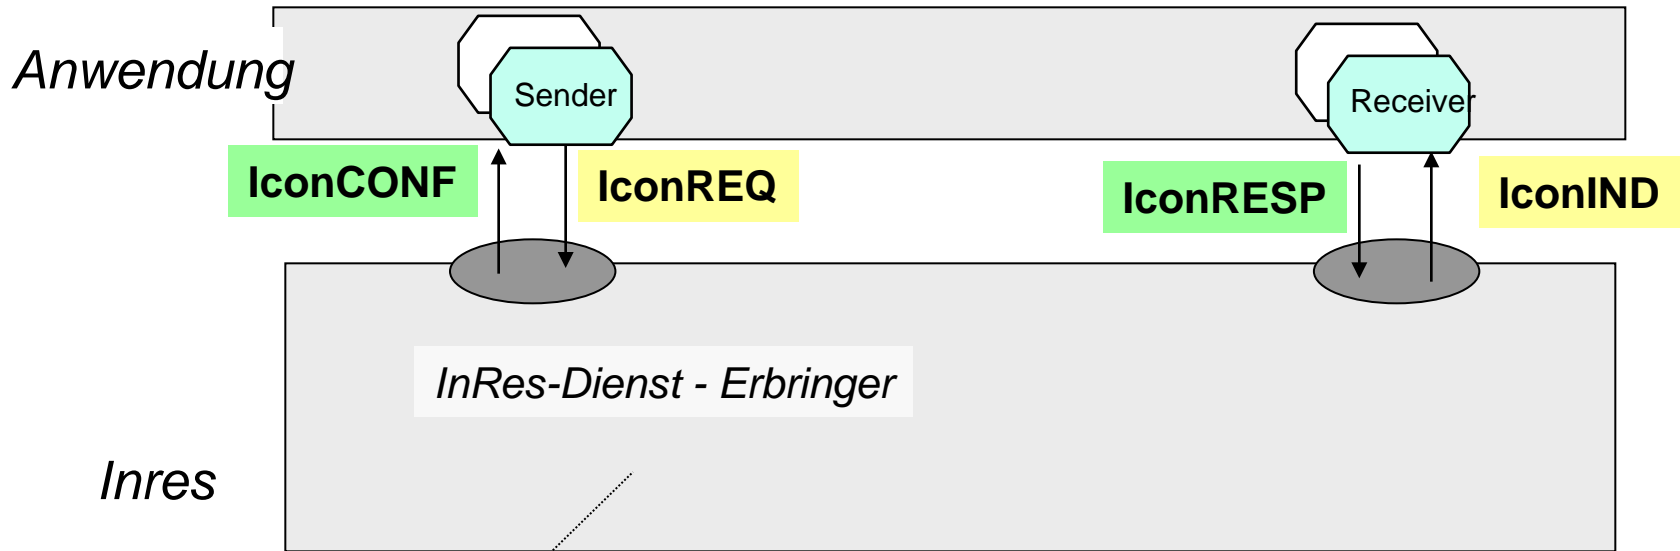 Anwendung
Sender
Receiver
IconCONF
IconREQ
IconRESP
IconIND
InRes-Dienst - Erbringer
Inres